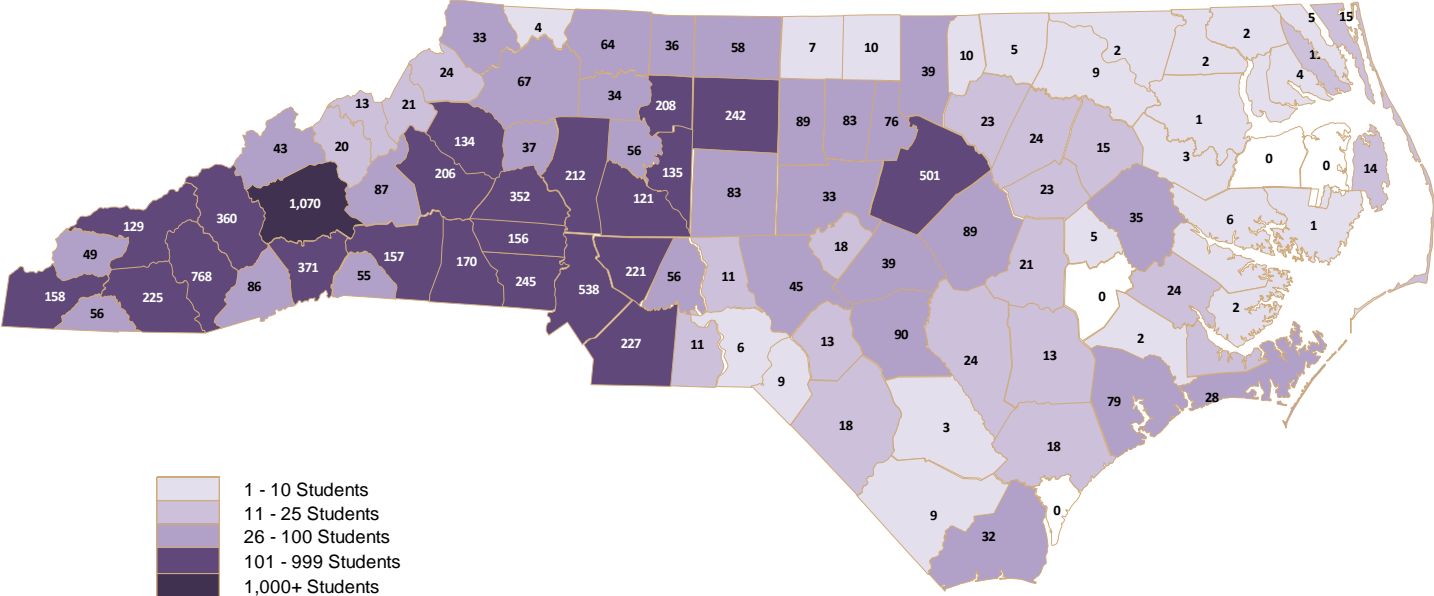 5 15
33 4 64 36 58 7 10 39 10 5 2 9 2 2 4
24 67 34 208 242 89 83 76 23 24 15 1
13 21 20 43 134 37 56 135 501 3 0 0 14
206 212 352 121 83 33 23
1,070 87 360 129 49 35 6 1
156 18 89 5
157 170 221 56 11 39 21
768 371 55 245 538 45 0 24 2
158 225 86 56
227 11 6 13 90 24 13 2
9 79 28
18 3 18
9 32 0
1 - 10 Students
11 - 25 Students
26 - 100 Students
101 - 999 Students
1,000+ Students